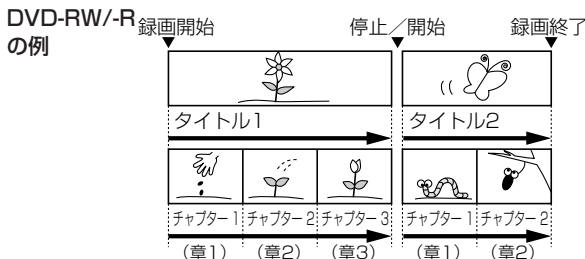 DVD-RW/-R
の例
録画開始 停止／開始 録画終了
タイトル1 タイトル2
チャプター1 チャプター2 チャプター3 チャプター1 チャプター2
(章1) (章2) (章3) (章1) (章2)